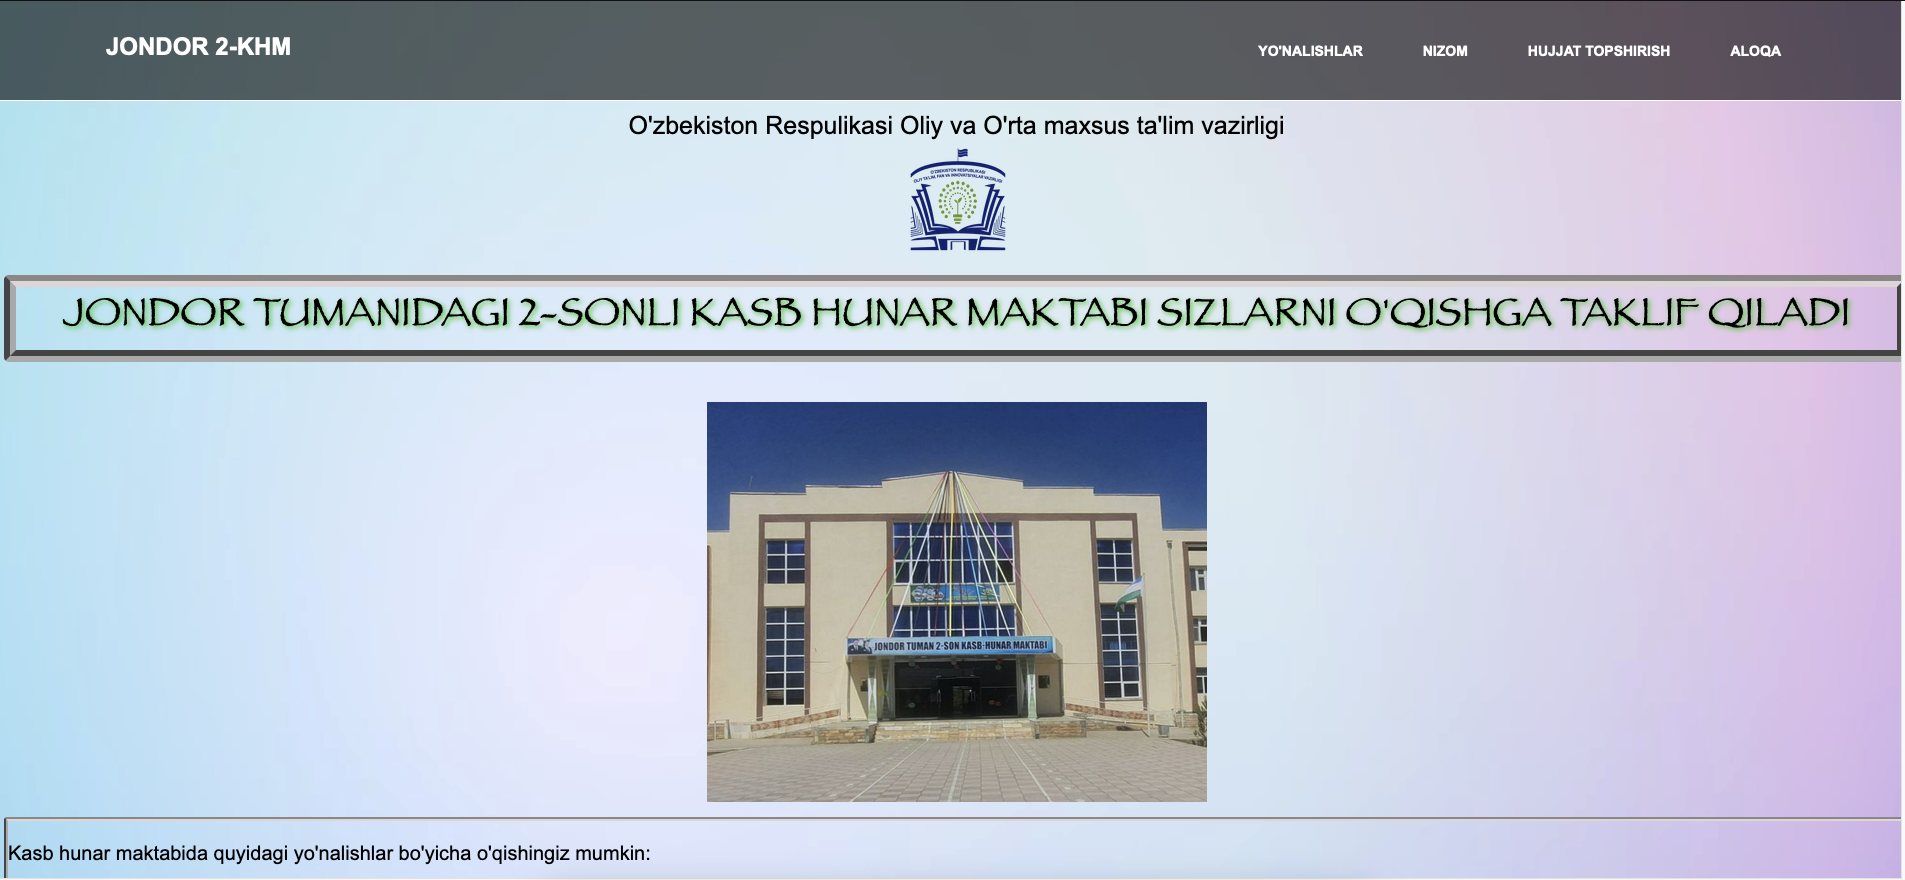 JONDOR 2-KHM
YO'NALISHLAR NIZOM HUJJAT TOPSHIRISH ALOQA
O'zbekiston Respulikasi Oliy va O'rta maxsus ta'lim vazirligi
O'ZBEKISTON RESPUBLIKASI
OLIY TA'LIM, FAN VA INNOVATSIYALAR VAZIRLIGI
JONDOR TUMANIDAGI 2-SONLI KASB HUNAR MAKTABI SIZLARNI O'QISHGA TAKLIF QILADI
JONDOR TUMAN 2-SON KASB-HUNAR MAKTABI
Kasb hunar maktabida quyidagi yo'nalishlar bo'yicha o'qishingiz mumkin: